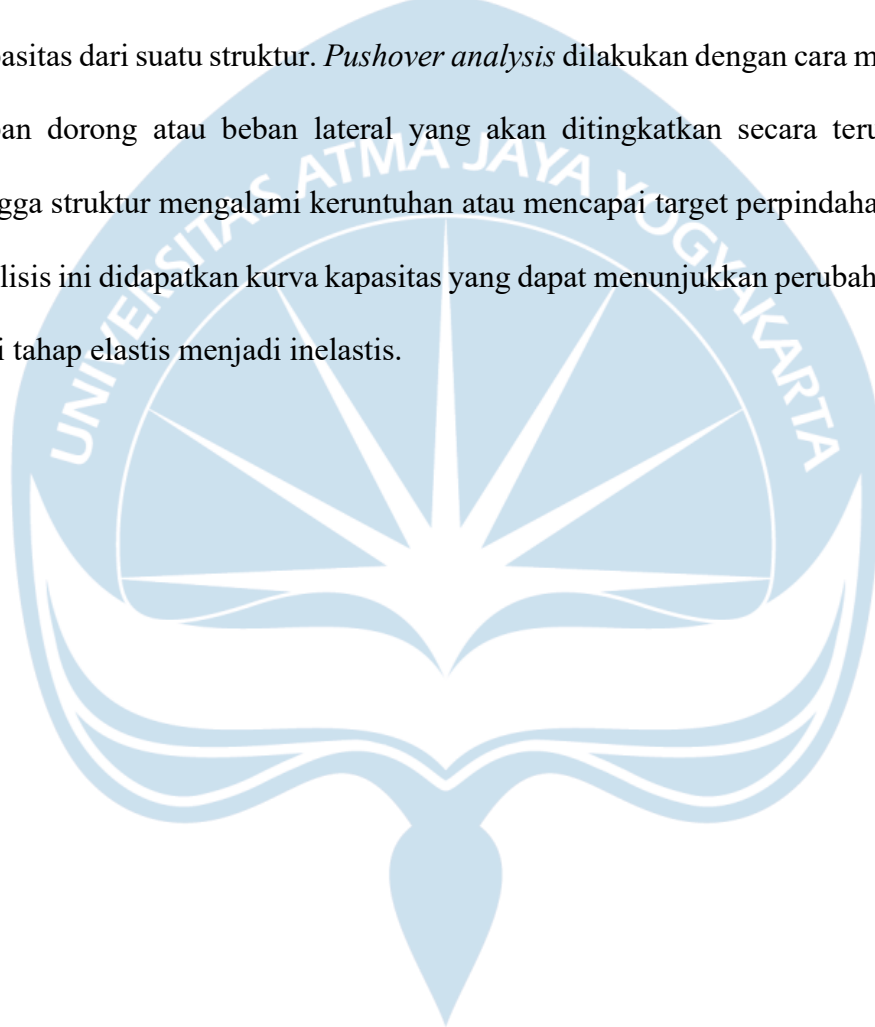 asitas dari suatu struktur. Pushover analysis dilakukan dengan cara m
an dorong atau beban lateral yang akan ditingkatkan secara teru
gga struktur mengalami keruntuhan atau mencapai target perpindaha
lisis ini didapatkan kurva kapasitas yang dapat menunjukkan perubah
i tahap elastis menjadi inelastis.
UNIVERSITAS ATMA JAYA YOGYAKARTA